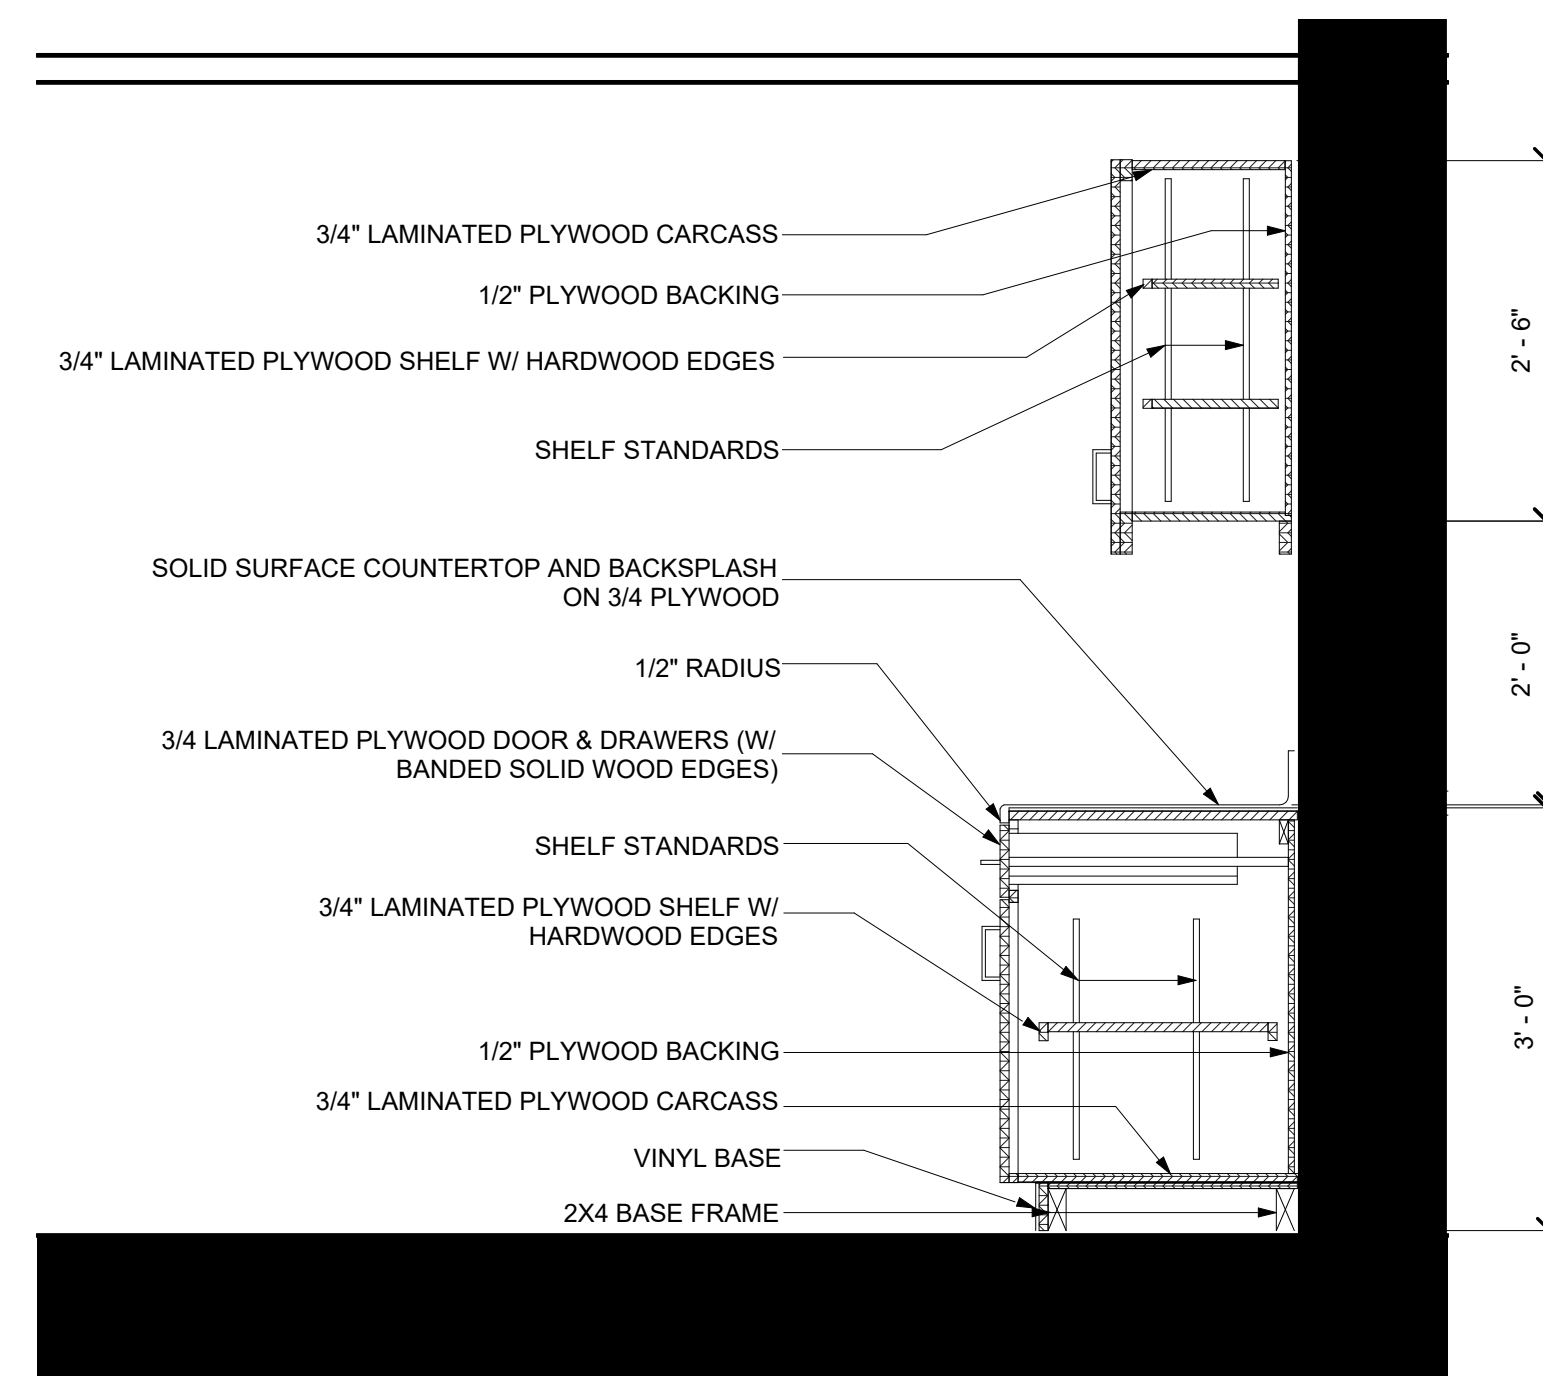 3/4" LAMINATED PLYWOOD CARCASS
1/2" PLYWOOD BACKING
3/4" LAMINATED PLYWOOD SHELF W/ HARDWOOD EDGES
SHELF STANDARDS
SOLID SURFACE COUNTERTOP AND BACKSPLASH
ON 3/4 PLYWOOD
1/2" RADIUS
3/4 LAMINATED PLYWOOD DOOR & DRAWERS (W/
BANDED SOLID WOOD EDGES)
SHELF STANDARDS
3/4" LAMINATED PLYWOOD SHELF W/
HARDWOOD EDGES
1/2" PLYWOOD BACKING
3/4" LAMINATED PLYWOOD CARCASS
VINYL BASE
2X4 BASE FRAME
2' - 6"
2' - 0"
3' - 0"